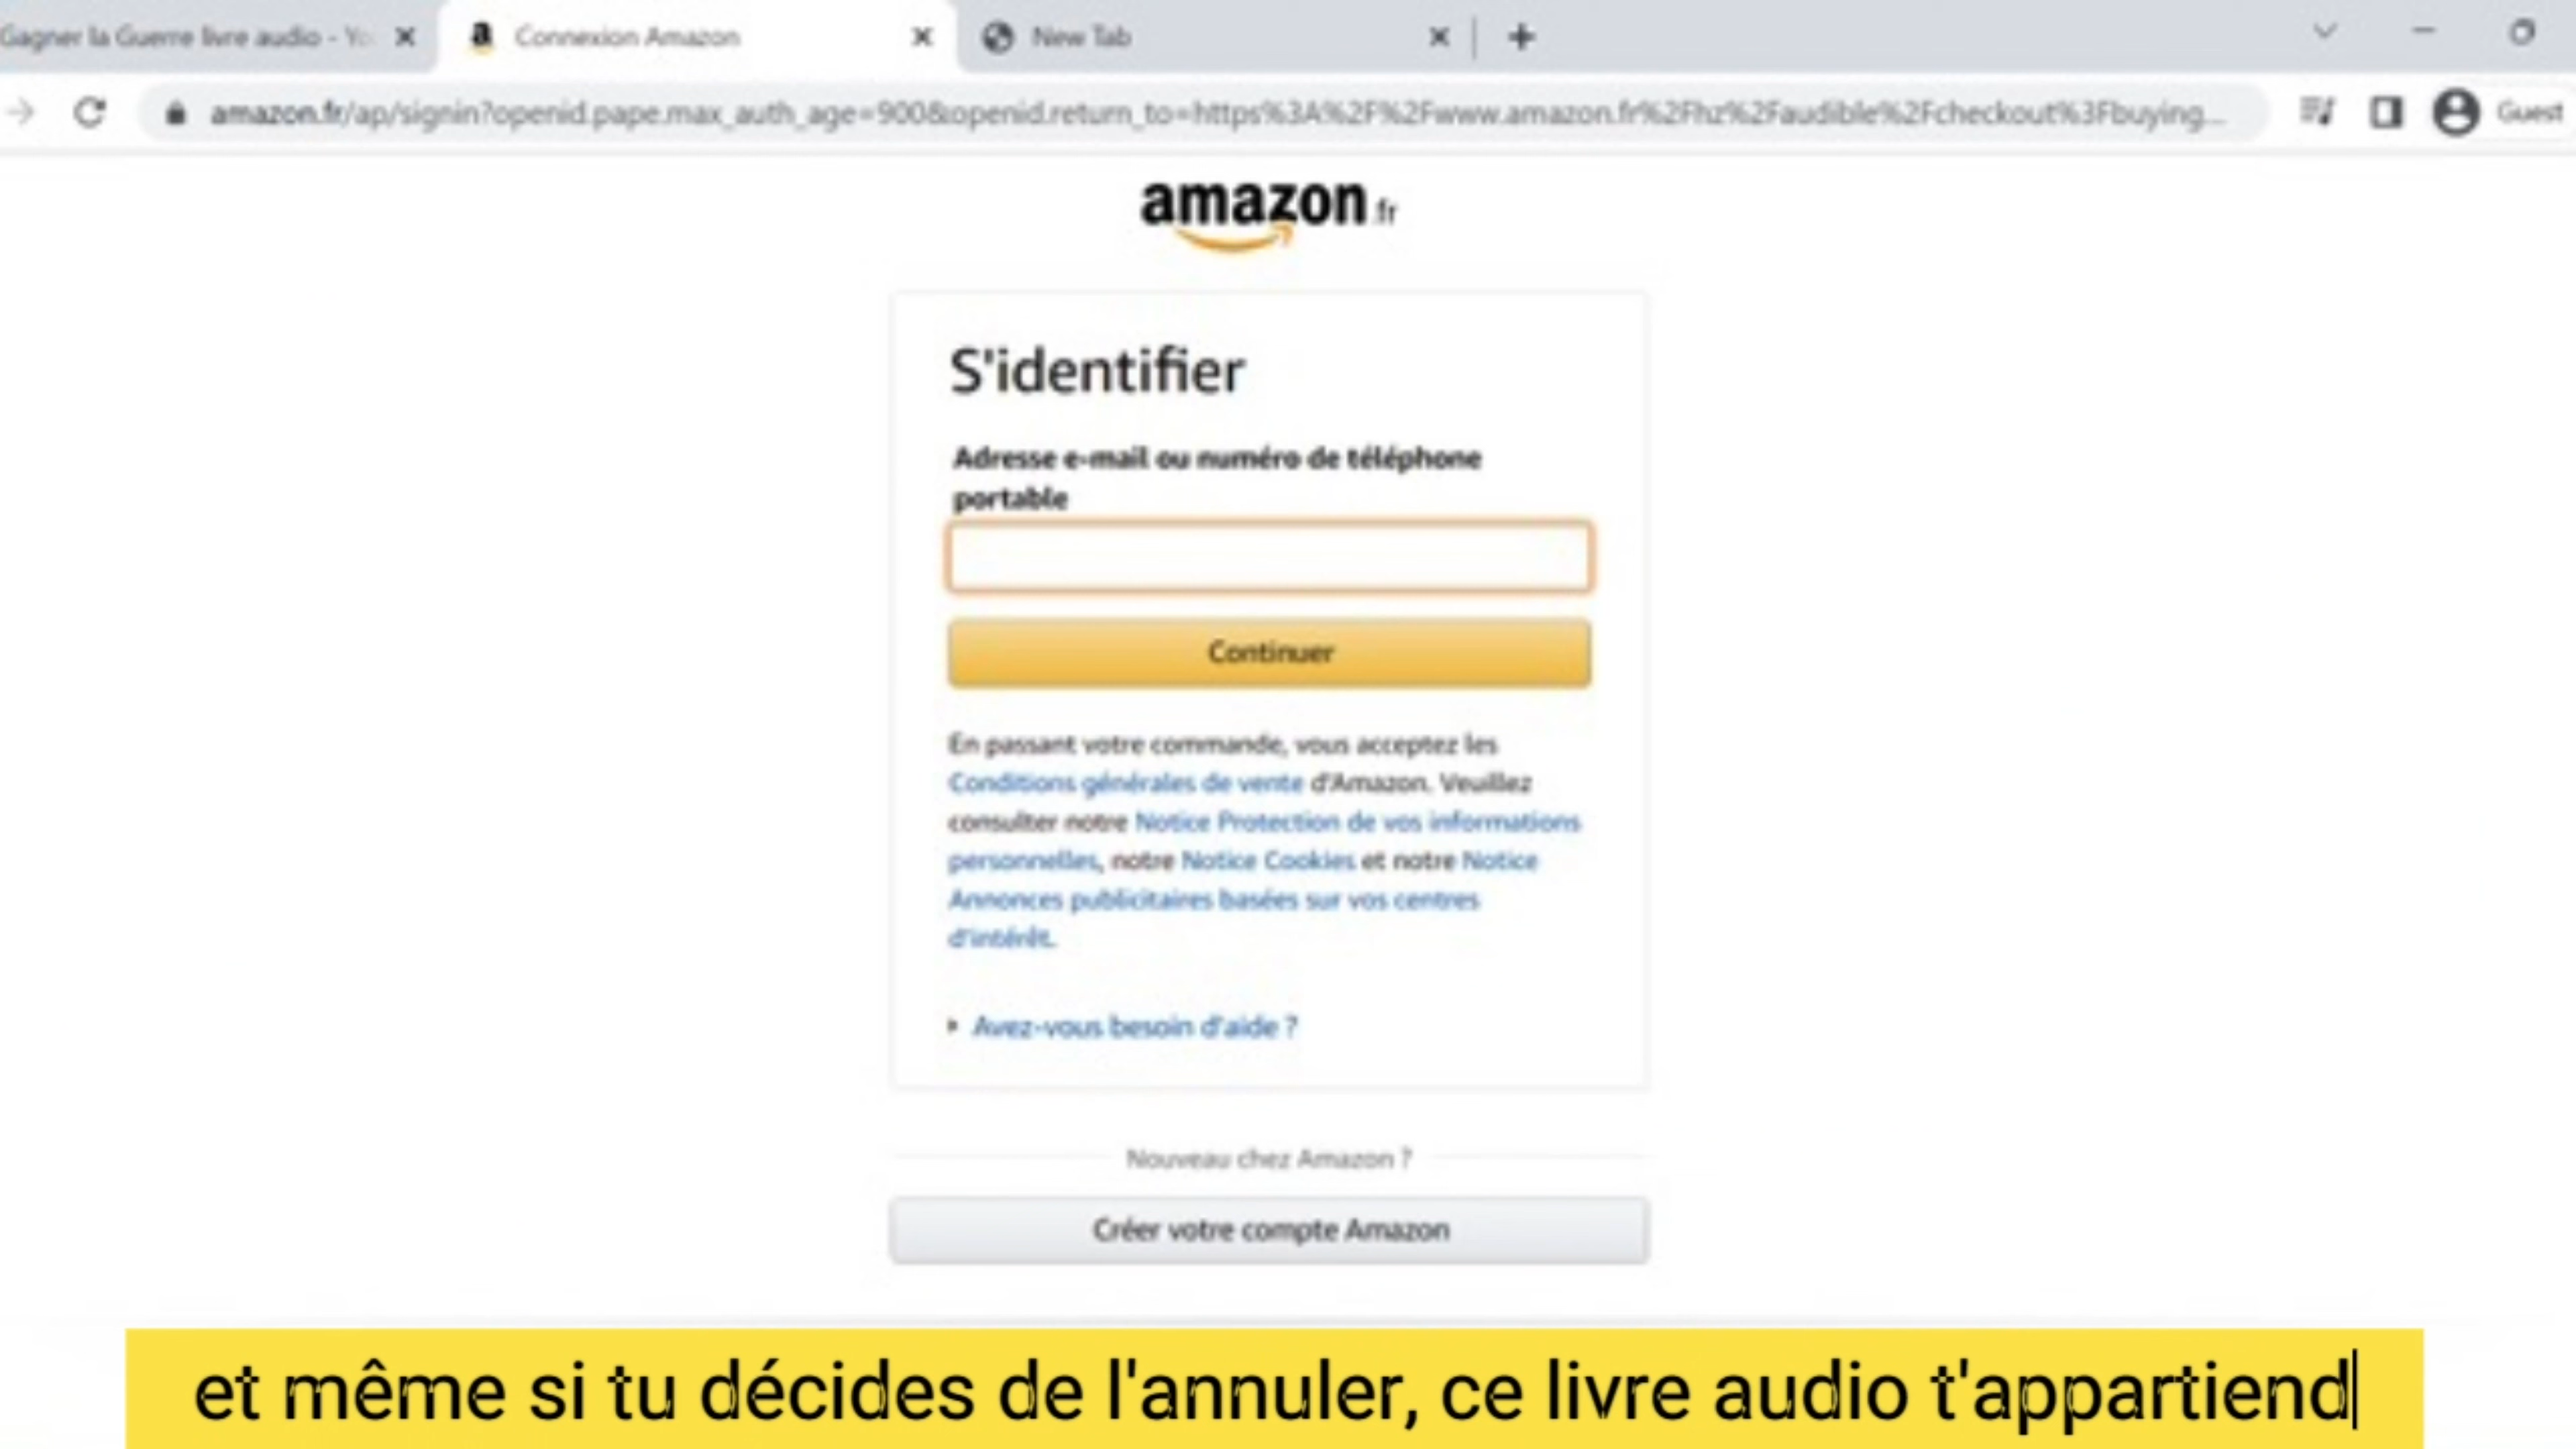 Gagner la Guerre livre audio - Yo
Connexion Amazon
New Tab
amazon.fr/ap/signin?openid.pape.max_auth_age=900&openid.return_to=https%3A%2F%2Fwww.amazon.fr%2Fhz%2Faudible%2Fcheckout%3Fbuying...
Guest
amazon.fr
S'identifier
Adresse e-mail ou numéro de téléphone
portable
Continuer
En passant votre commande, vous acceptez les
Conditions générales de vente d'Amazon. Veuillez
consulter notre Notice Protection de vos informations
personnelles, notre Notice Cookies et notre Notice
Annonces publicitaires basées sur vos centres
d'intérêt.
Avez-vous besoin d'aide ?
Nouveau chez Amazon ?
Créer votre compte Amazon
et même si tu décides de l'annuler, ce livre audio t'appartiend